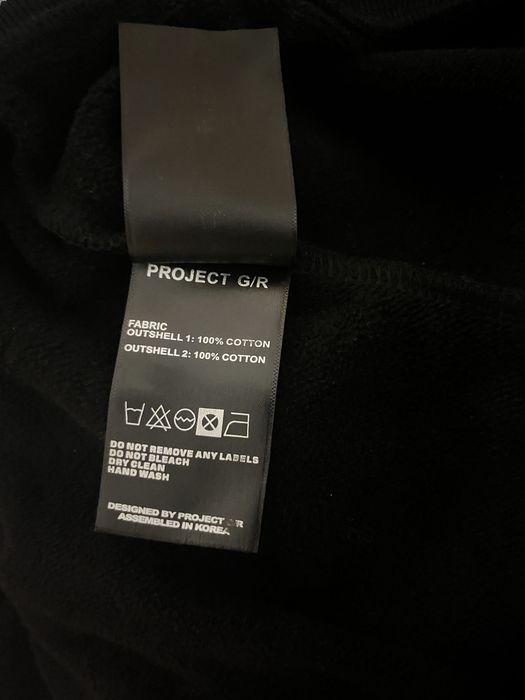 PROJECT G/R
FABRIC
OUTSHELL 1: 100% COTTON
OUTSHELL 2: 100% COTTON
DO NOT REMOVE ANY LABELS
DO NOT BLEACH
DRY CLEAN
HAND WASH
DESIGNED BY PROJECT G/R
ASSEMBLED IN KOREA